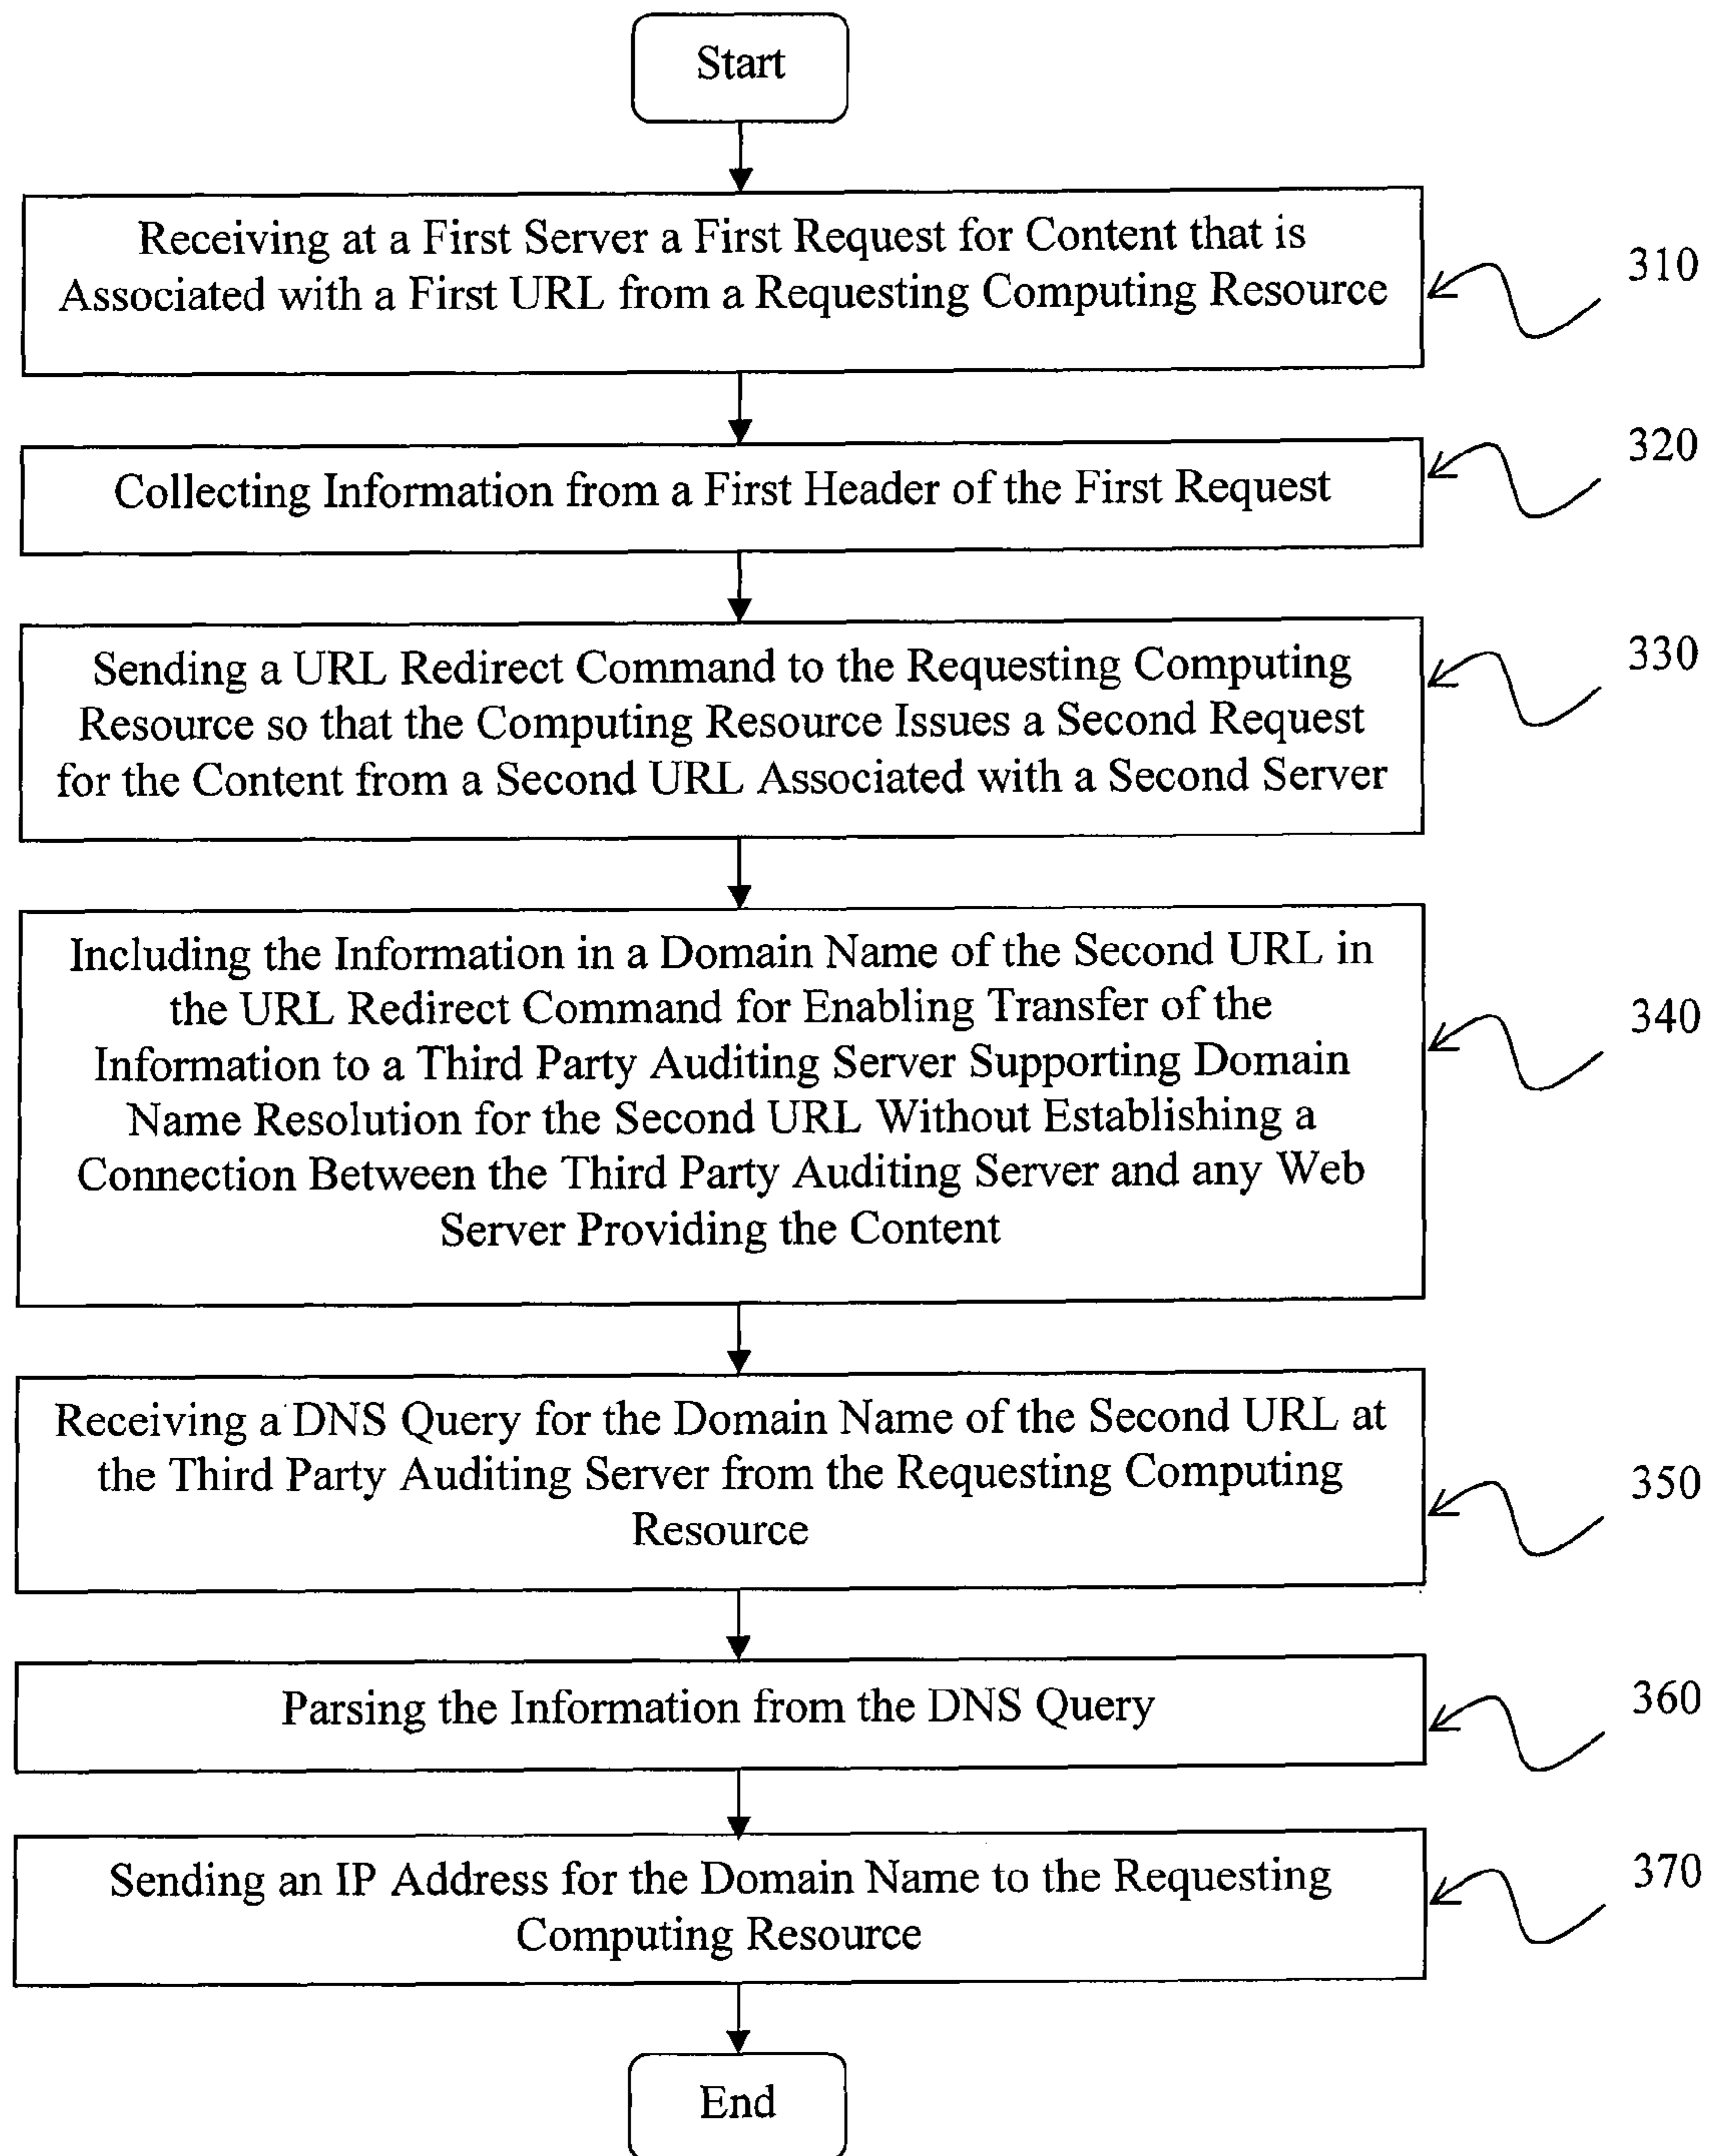 Start
Receiving at a First Server a First Request for Content that is
Associated with a First URL from a Requesting Computing Resource
310
Collecting Information from a First Header of the First Request
320
Sending a URL Redirect Command to the Requesting Computing
Resource so that the Computing Resource Issues a Second Request
for the Content from a Second URL Associated with a Second Server
330
Including the Information in a Domain Name of the Second URL in
the URL Redirect Command for Enabling Transfer of the
Information to a Third Party Auditing Server Supporting Domain
Name Resolution for the Second URL Without Establishing a
Connection Between the Third Party Auditing Server and any Web
Server Providing the Content
340
Receiving a DNS Query for the Domain Name of the Second URL at
the Third Party Auditing Server from the Requesting Computing
Resource
350
Parsing the Information from the DNS Query
360
Sending an IP Address for the Domain Name to the Requesting
Computing Resource
370
End